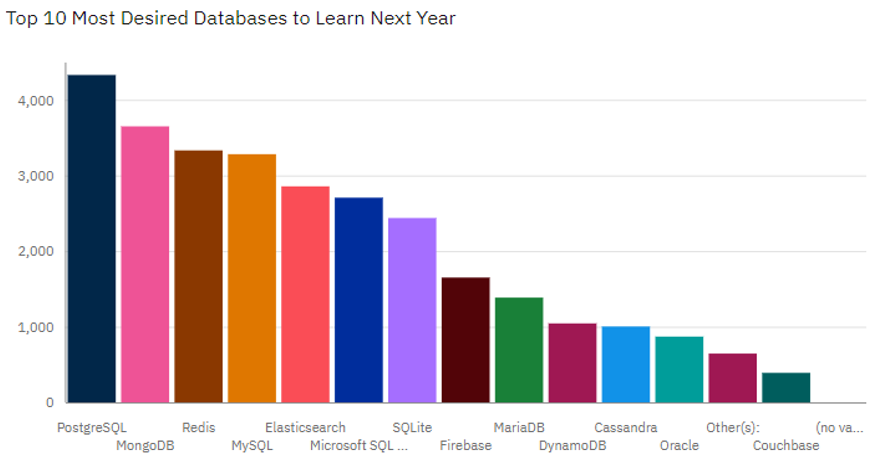 Top 10 Most Desired Databases to Learn Next Year
4,000
3,000
2,000
1,000
0
PostgreSQL
MongoDB
Redis
MySQL
Elasticsearch
Microsoft SQL ...
SQLite
Firebase
MariaDB
DynamoDB
Cassandra
Oracle
Other(s):
Couchbase
(no va...